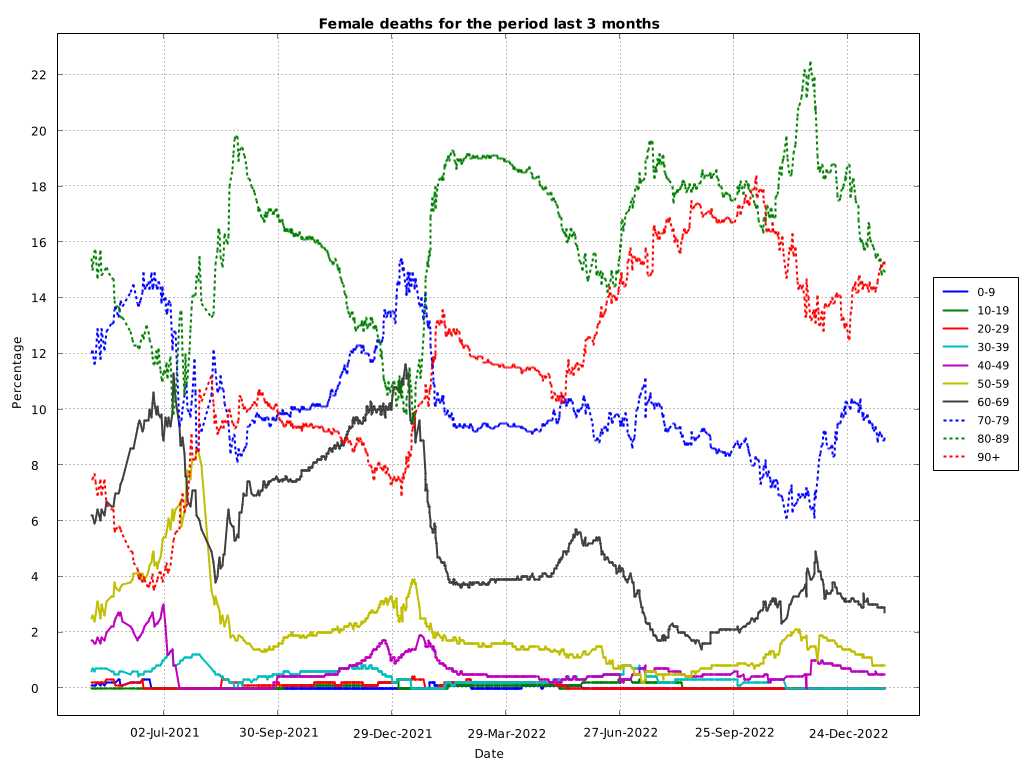 Female deaths for the period last 3 months
Percentage
22
20
18
16
14
12
10
8
6
4
2
0
02-Jul-2021
30-Sep-2021
29-Dec-2021
29-Mar-2022
27-Jun-2022
25-Sep-2022
24-Dec-2022
Date
0-9
10-19
20-29
30-39
40-49
50-59
60-69
70-79
80-89
90+